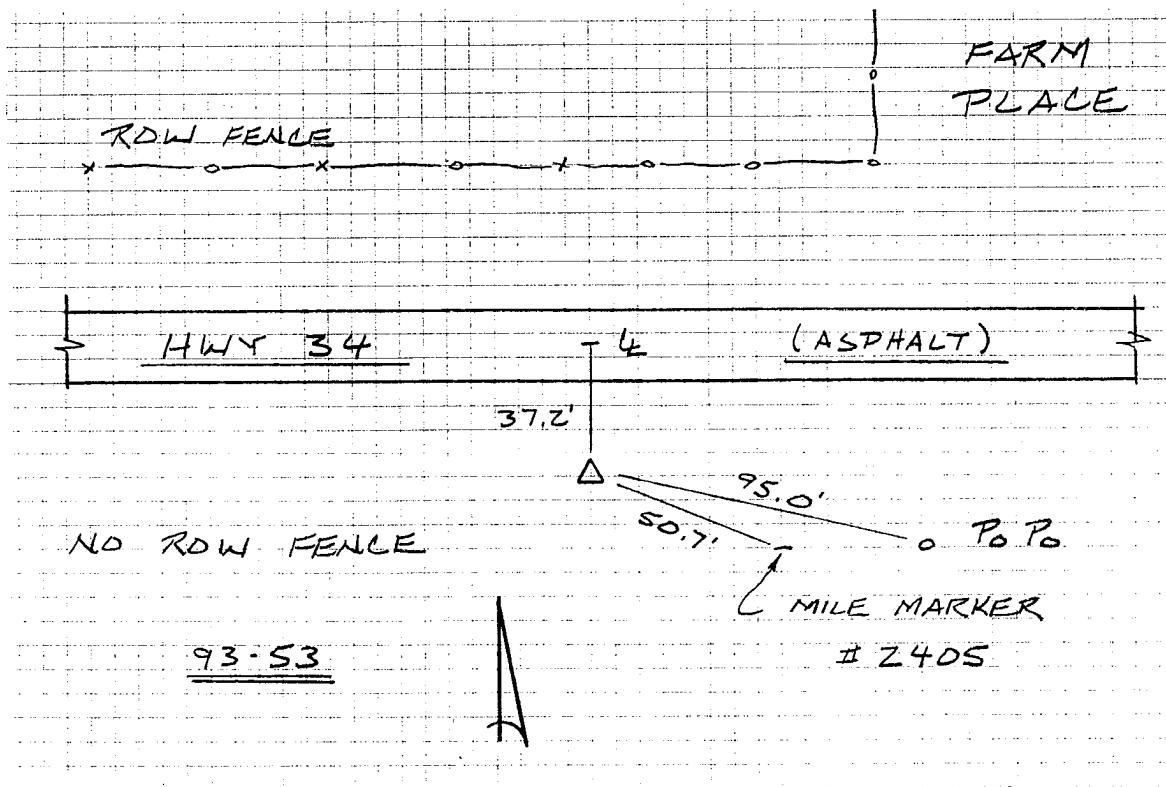 FARM
PLACE
ROW FENCE
HWY 34
℄
(ASPHALT)
37.2'
95.0'
50.7'
NO ROW FENCE
Po Po
MILE MARKER
# 2405
93-53